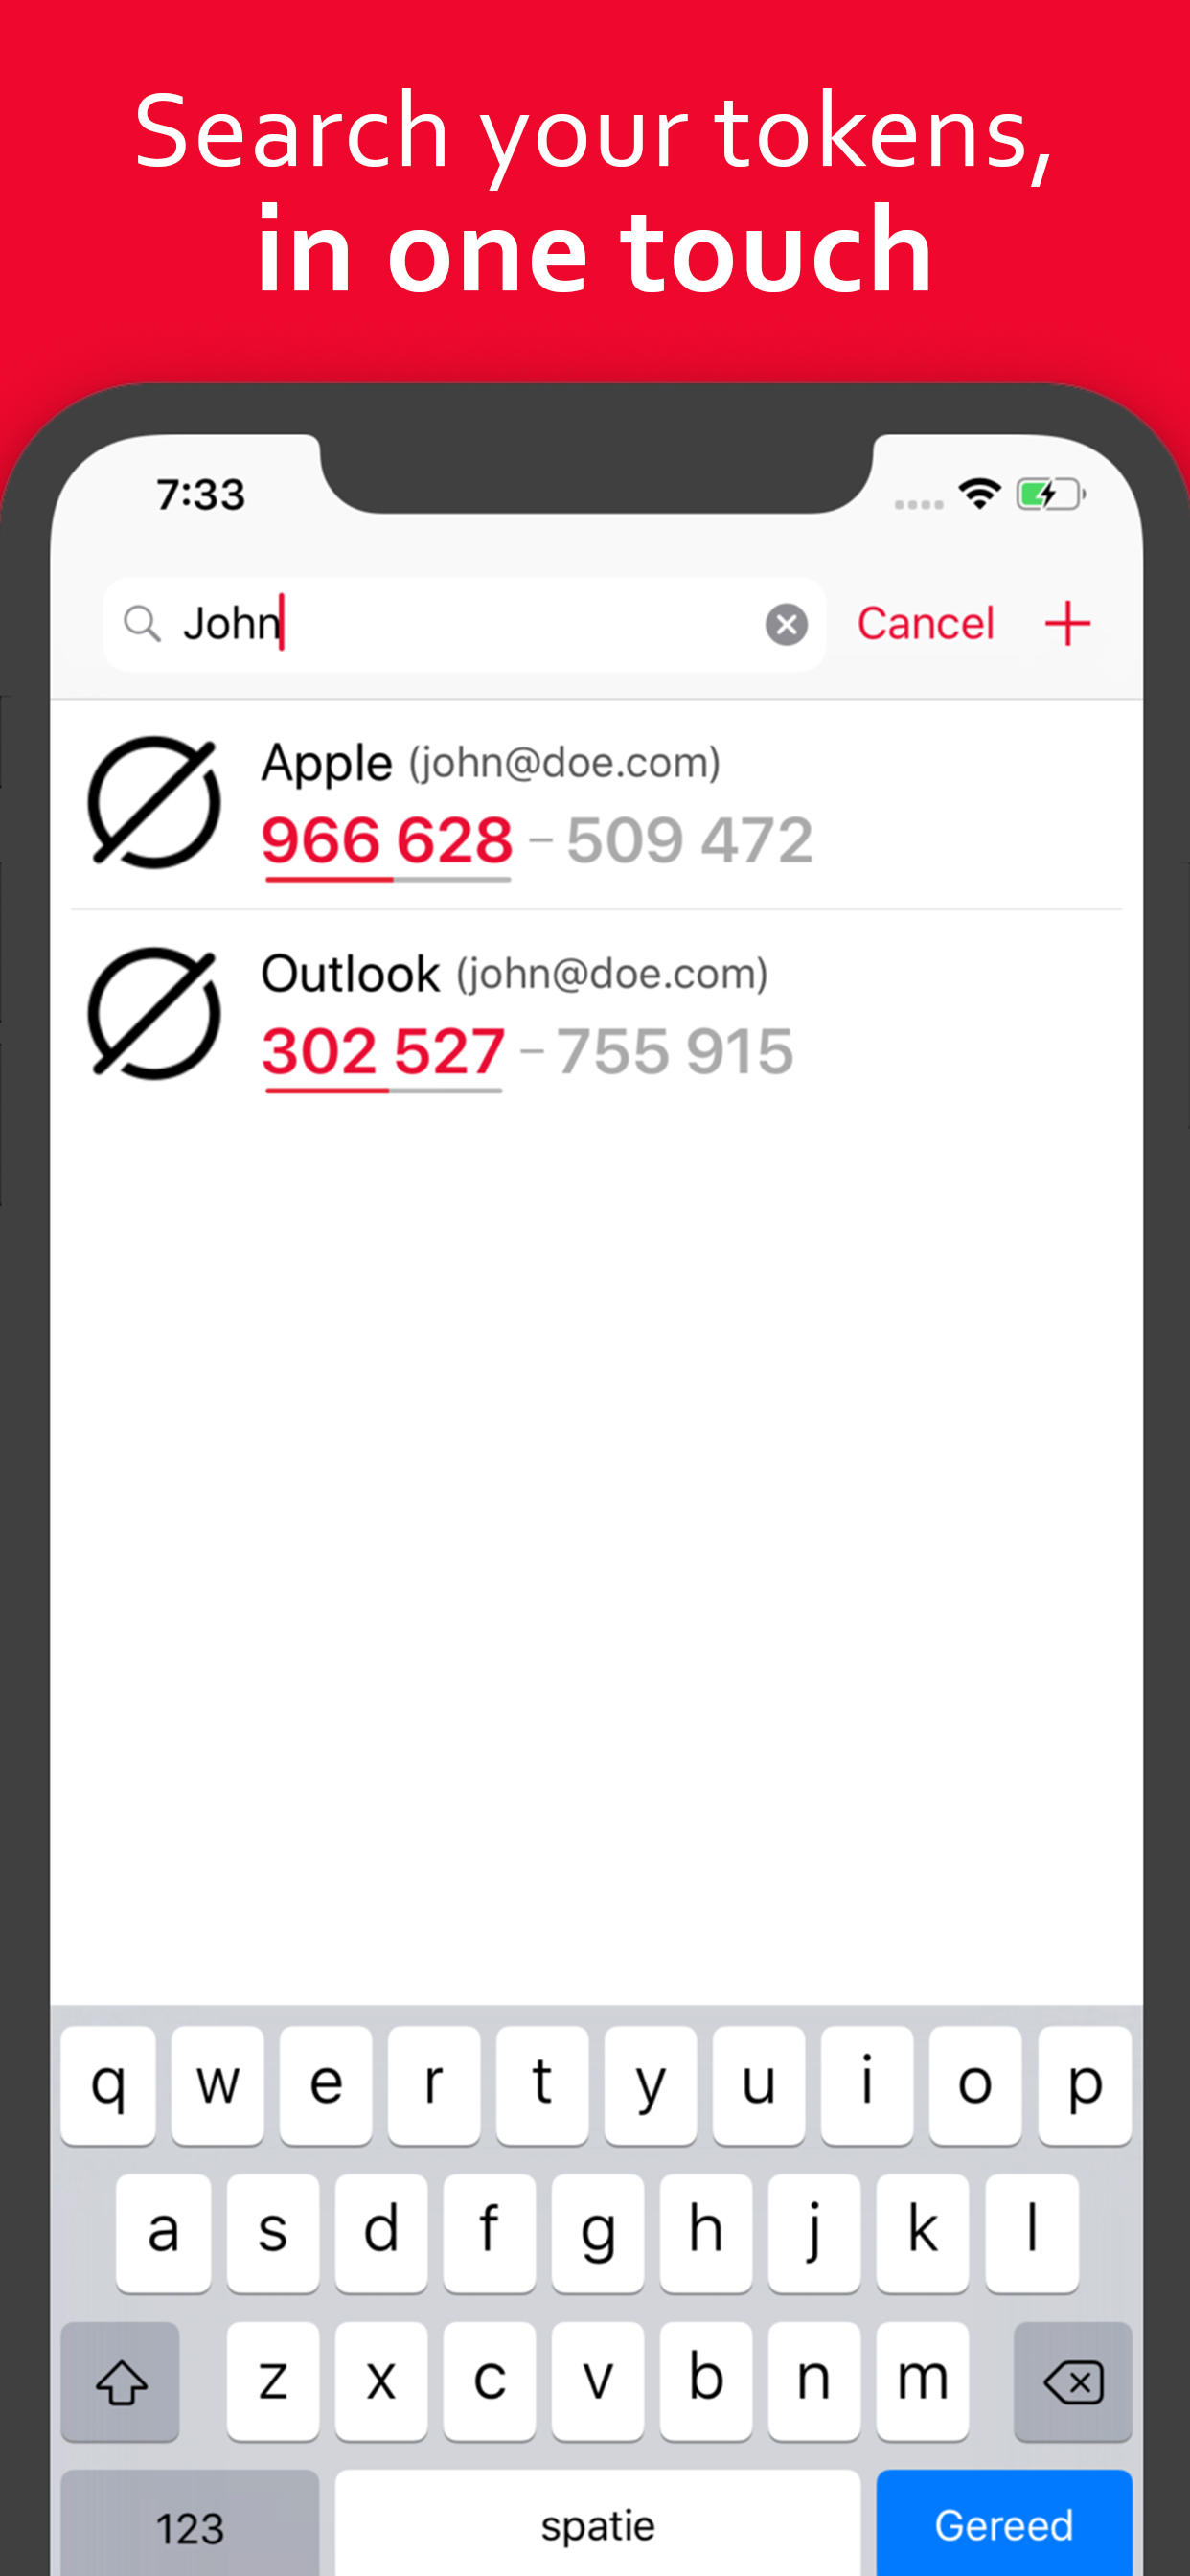 Search your tokens,
in one touch
7:33
John
Cancel +
Apple (john@doe.com)
966 628 – 509 472
Outlook (john@doe.com)
302 527 – 755 915
q w e r t y u i o p
a s d f g h j k l
z x c v b n m
123 spatie Gereed